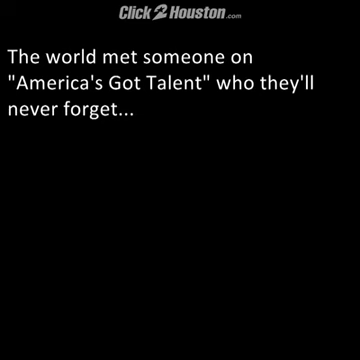 Click2Houston.com
The world met someone on
"America's Got Talent" who they'll
never forget...